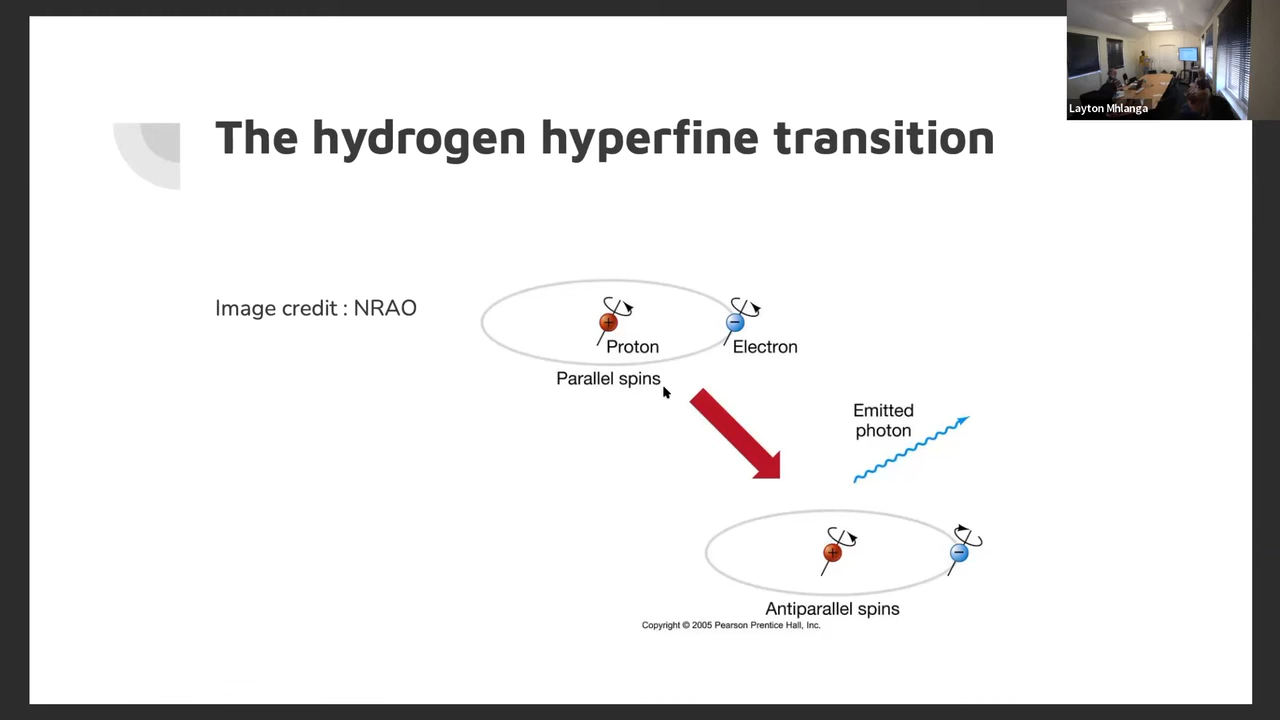 Layton Mhlanga
The hydrogen hyperfine transition
Image credit : NRAO
+
−
Proton
Electron
Parallel spins
Emitted
photon
+
−
Antiparallel spins
Copyright © 2005 Pearson Prentice Hall, Inc.